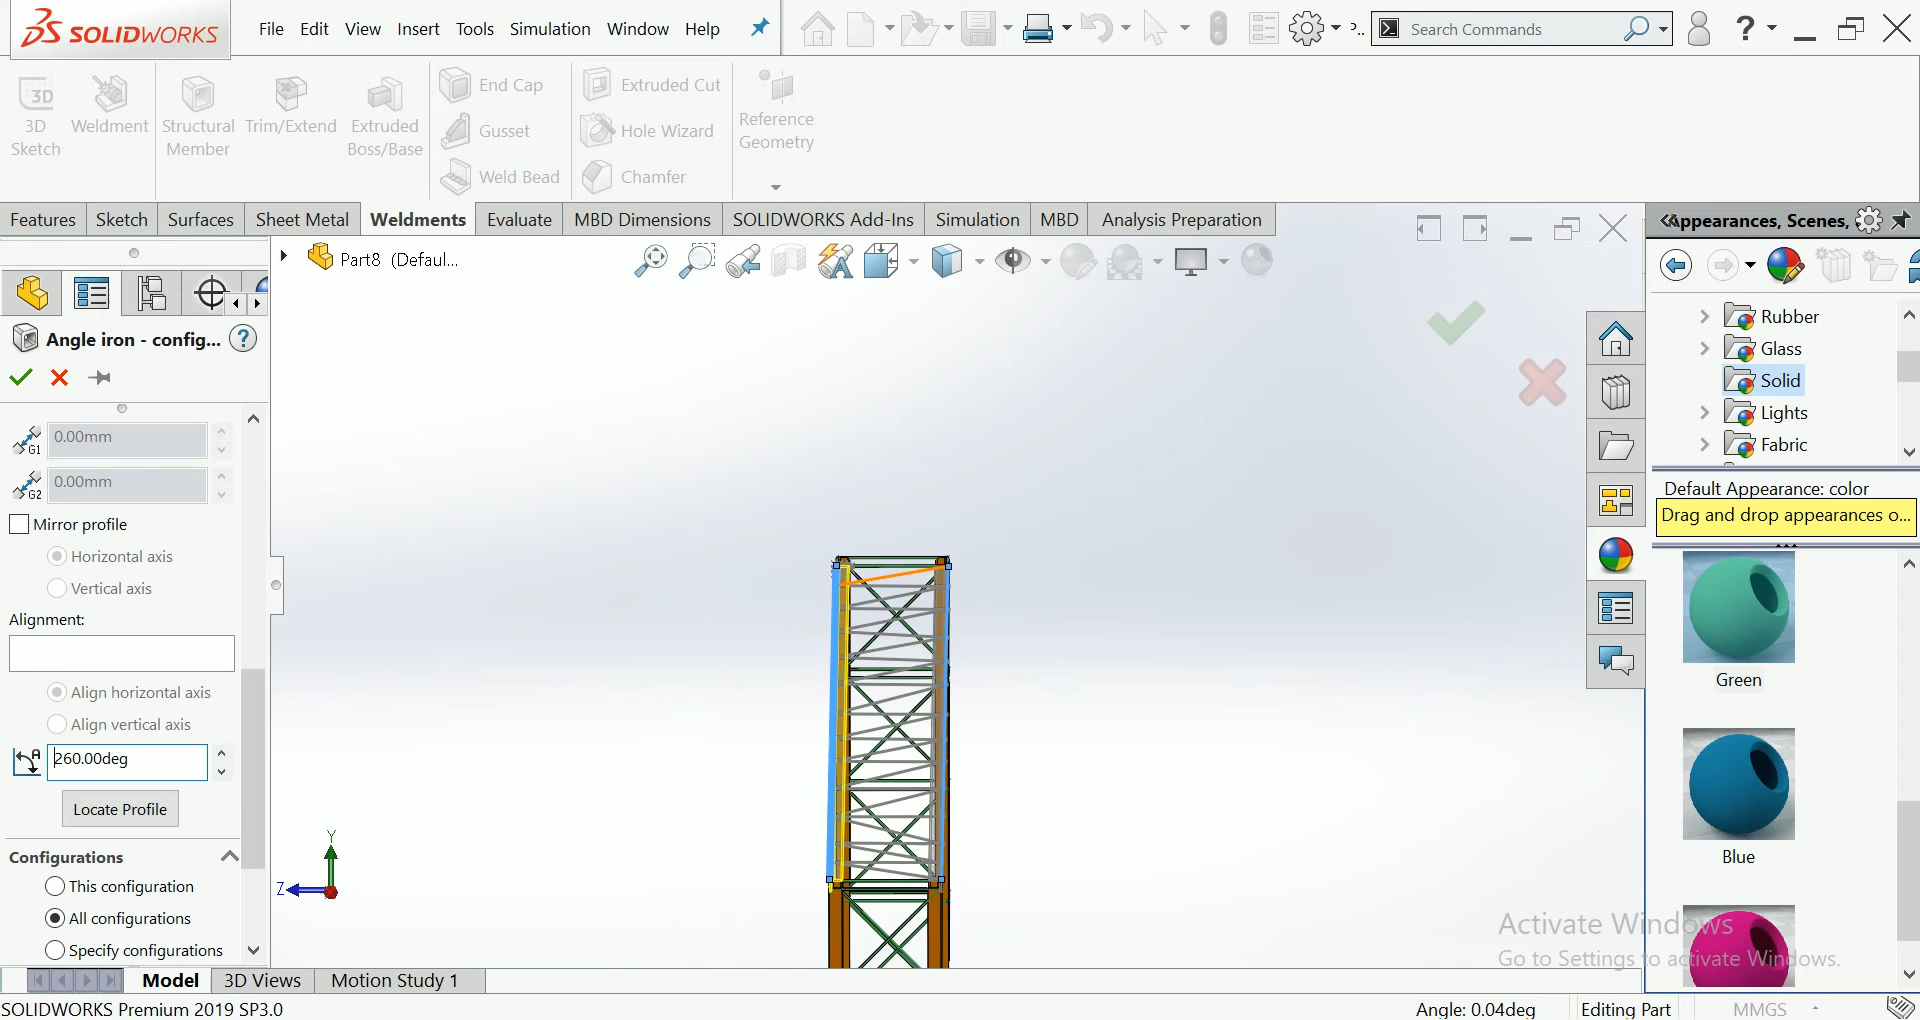 SOLIDWORKS File Edit View Insert Tools Simulation Window Help P.. Search Commands ?
3D Sketch
Weldment
Structural Member
Trim/Extend
Extruded Boss/Base
End Cap
Gusset
Weld Bead
Extruded Cut
Hole Wizard
Chamfer
Reference Geometry
Features Sketch Surfaces Sheet Metal Weldments Evaluate MBD Dimensions SOLIDWORKS Add-Ins Simulation MBD Analysis Preparation
Part8 (Defaul...
Angle iron - config... ?
G1 0.00mm
G2 0.00mm
Mirror profile
Horizontal axis
Vertical axis
Alignment:
Align horizontal axis
Align vertical axis
260.00deg
Locate Profile
Configurations
This configuration
All configurations
Specify configurations
Y
Z
Appearances, Scenes,
Rubber
Glass
Solid
Lights
Fabric
Default Appearance: color
Drag and drop appearances o...
Green
Blue
Activate Windows
Go to Settings to activate Windows.
Model 3D Views Motion Study 1
SOLIDWORKS Premium 2019 SP3.0 Angle: 0.04deg Editing Part MMGS